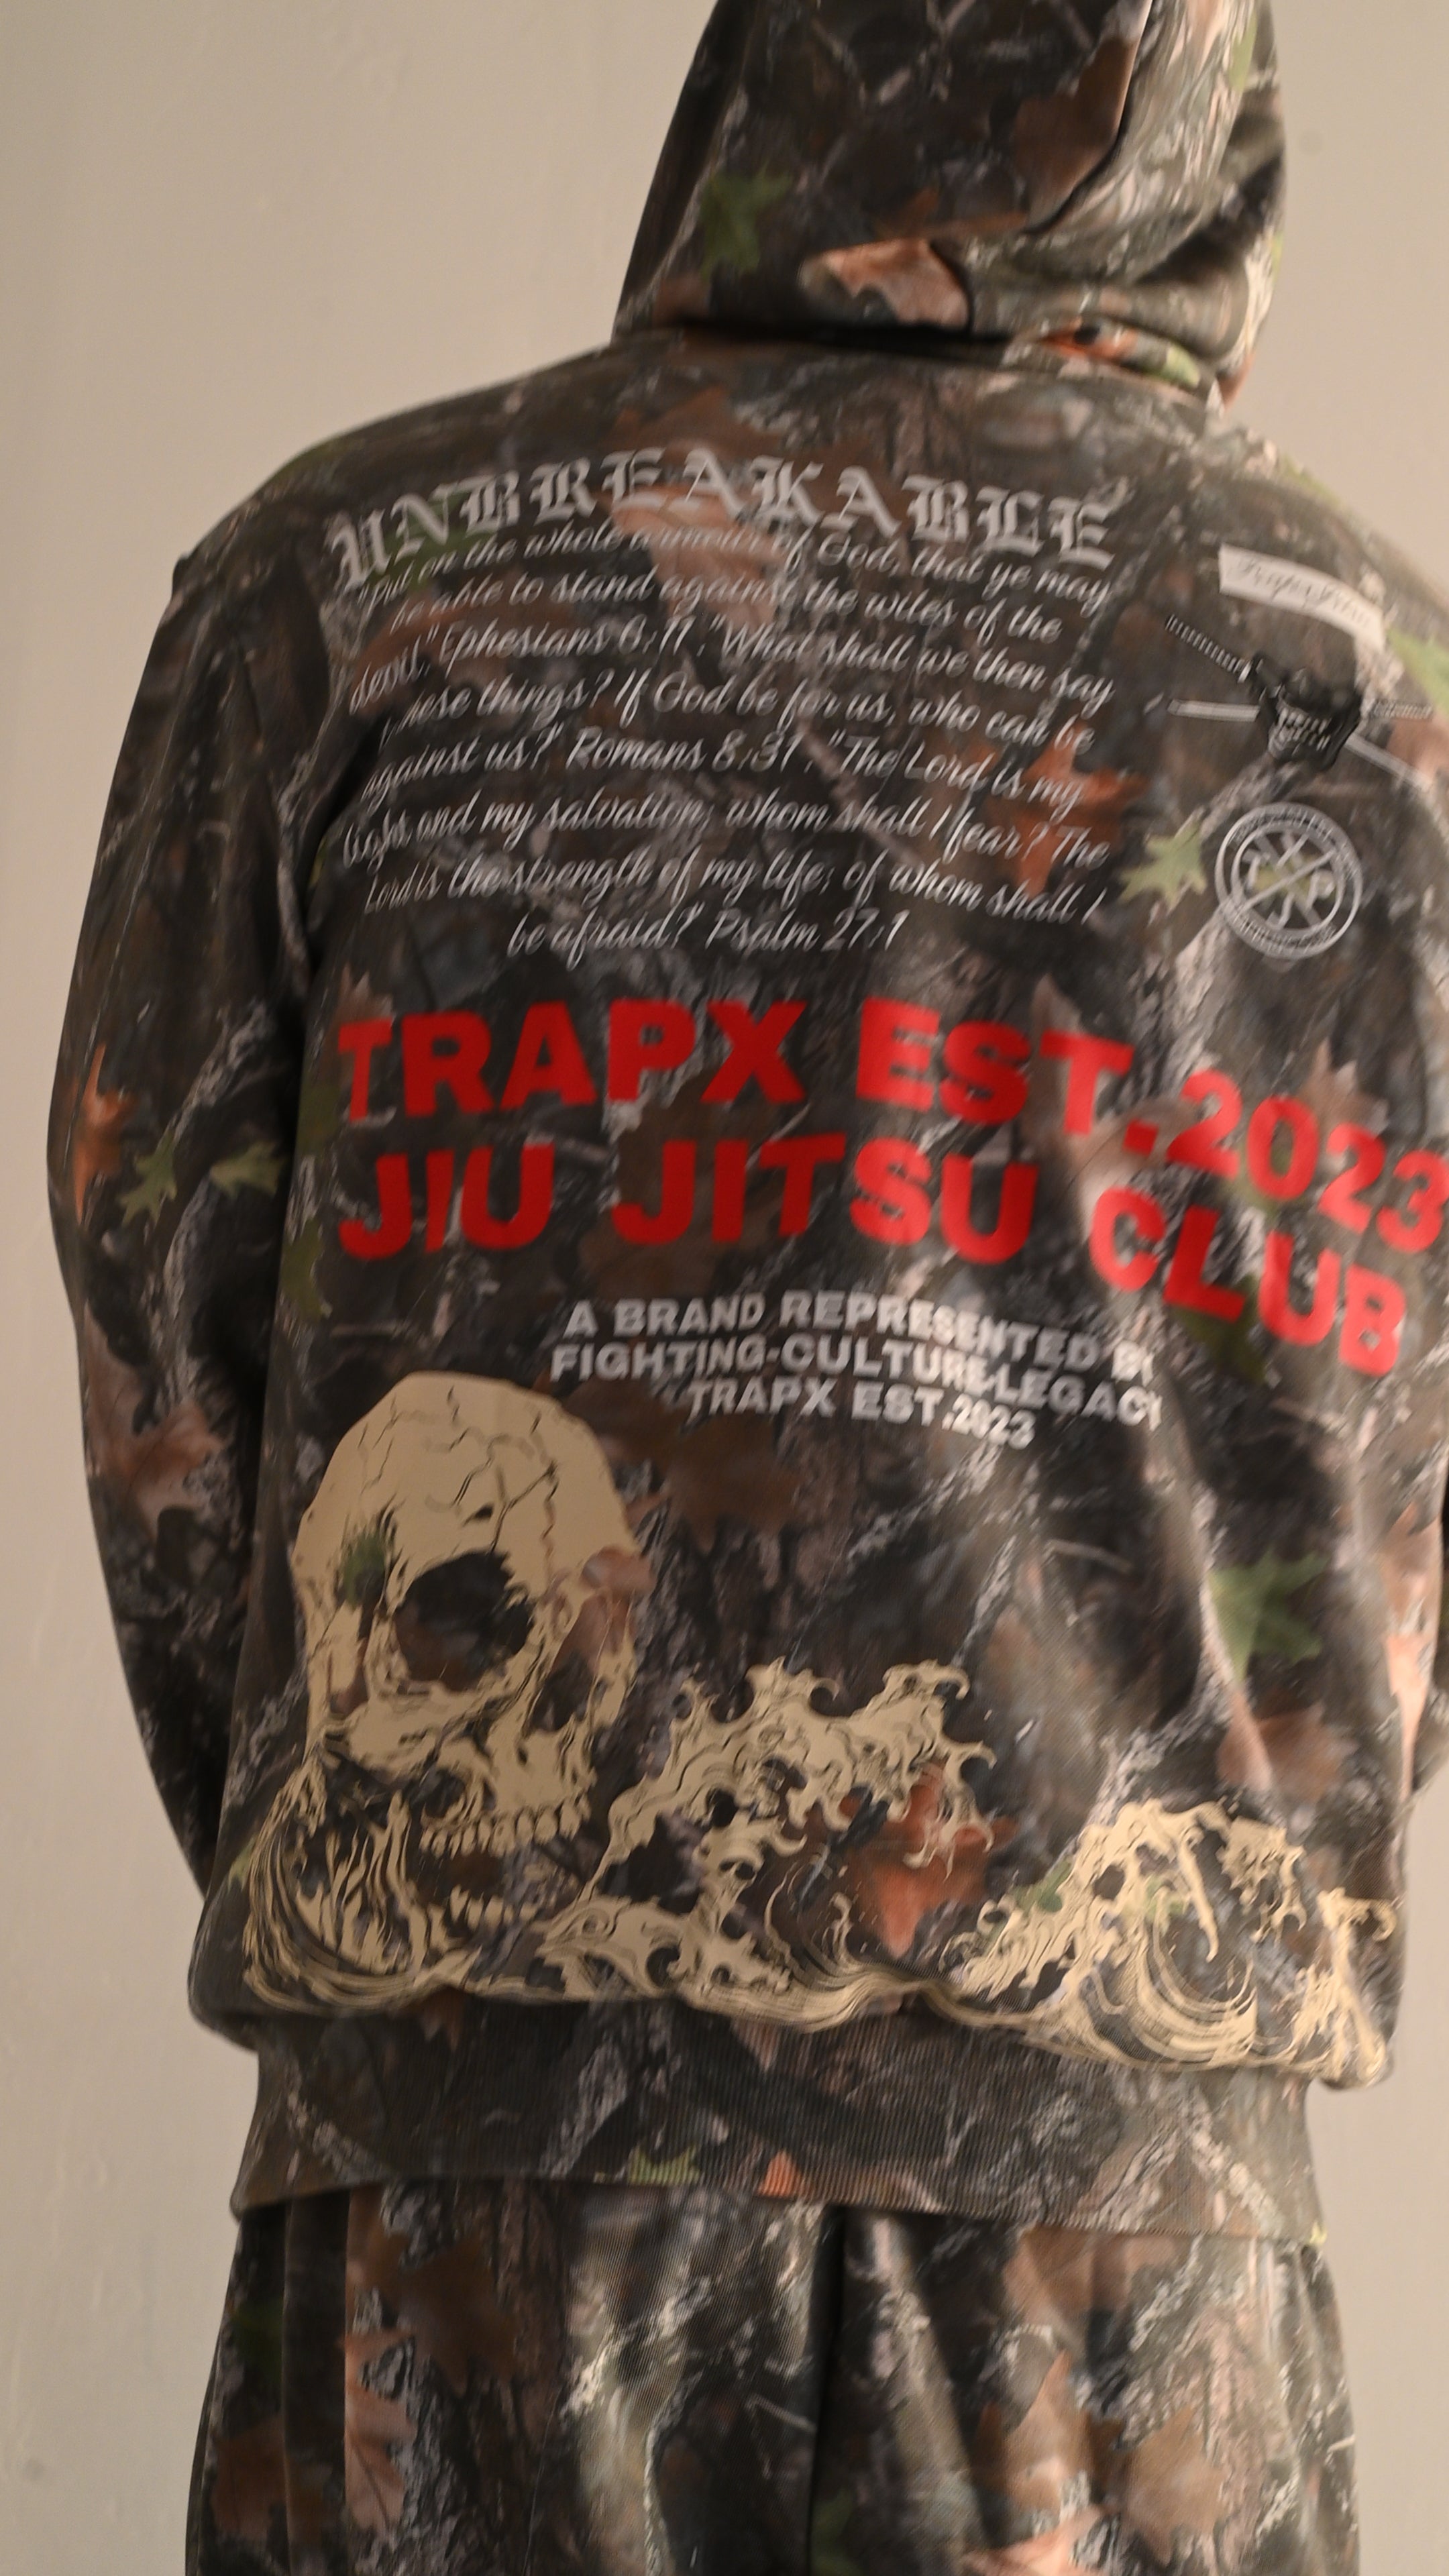 UNBREAKABLE
"Put on the whole armour of God, that ye may
be able to stand against the wiles of the
devil." Ephesians 6:11 ."What shall we then say
these things? If God be for us, who can be
against us?" Romans 8:31 . "The Lord is my
light and my salvation; whom shall I fear? The
Lord is the strength of my life; of whom shall I
be afraid?" Psalm 27:1
TRAPX EST.2023
JIU JITSU CLUB
A BRAND REPRESENTED BY
FIGHTING-CULTURE-LEGACY
TRAPX EST.2023